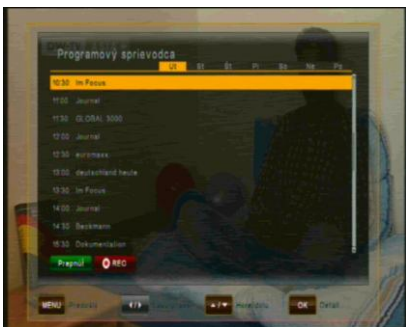 Programový sprievodca
Ut St Št Pi So Ne Po
10:30 Im Focus
11:00 Journal
11:30 GLOBAL 3000
12:00 Journal
12:30 euromaxx
13:00 deutschland heute
13:30 Im Focus
14:00 Journal
14:30 Beckmann
15:30 Dokumentation
Prepnúť REC
MENU OK Detail